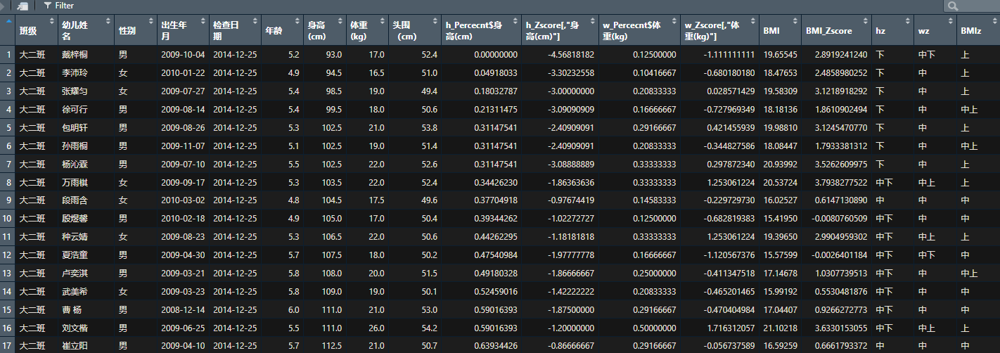 Filter
班级 幼儿姓名 性别 出生年月 检查日期 年龄 身高(cm) 体重(kg) 头围(cm) h_Percecnt$身高(cm) h_Zscore[,"身高(cm)"] w_Percecnt$体重(kg) w_Zscore[,"体重(kg)"] BMI BMI_Zscore hz wz BMIz
1 大二班 戴梓桐 男 2009-10-04 2014-12-25 5.2 93.0 17.0 52.4 0.00000000 -4.56818182 0.12500000 -1.111111111 19.65545 2.8919241240 下 中下 上
2 大二班 李沛玲 女 2010-01-22 2014-12-25 4.9 94.5 16.5 51.0 0.04918033 -3.30232558 0.10416667 -0.680180180 18.47653 2.4858980252 下 中 上
3 大二班 张耀匀 女 2009-07-27 2014-12-25 5.4 98.5 19.0 49.4 0.18032787 -3.00000000 0.20833333 0.028571429 19.58309 3.1218918292 下 中 上
4 大二班 徐可行 男 2009-08-14 2014-12-25 5.4 99.5 18.0 50.6 0.21311475 -3.09090909 0.16666667 -0.727969349 18.18136 1.8610902494 下 中 中上
5 大二班 包明轩 男 2009-08-26 2014-12-25 5.3 102.5 21.0 53.8 0.31147541 -2.40909091 0.29166667 0.421455939 19.98810 3.1245470770 下 中 上
6 大二班 孙雨桐 男 2009-11-07 2014-12-25 5.1 102.5 19.0 51.4 0.31147541 -2.40909091 0.20833333 -0.344827586 18.08447 1.7933381312 下 中 中上
7 大二班 杨沁霖 男 2009-07-10 2014-12-25 5.5 102.5 22.0 52.6 0.31147541 -3.08888889 0.33333333 0.297872340 20.93992 3.5262609975 下 中 上
8 大二班 万雨棋 女 2009-09-17 2014-12-25 5.3 103.5 22.0 52.4 0.34426230 -1.86363636 0.33333333 1.253061224 20.53724 3.7938277522 中下 中上 上
9 大二班 段雨含 女 2010-03-02 2014-12-25 4.8 104.5 17.5 49.6 0.37704918 -0.97674419 0.14583333 -0.229729730 16.02527 0.6147130890 中 中 中
10 大二班 殷煜馨 男 2010-02-18 2014-12-25 4.9 105.0 17.0 50.4 0.39344262 -1.02272727 0.12500000 -0.682819383 15.41950 -0.0080760509 中下 中 中
11 大二班 种云婧 女 2009-08-23 2014-12-25 5.3 106.5 22.0 50.6 0.44262295 -1.18181818 0.33333333 1.253061224 19.39650 2.9904959302 中下 中上 上
12 大二班 夏浩童 男 2009-04-30 2014-12-25 5.7 107.5 18.0 50.2 0.47540984 -1.97777778 0.16666667 -1.120567376 15.57599 -0.0026401184 中下 中下 中
13 大二班 卢奕淇 男 2009-03-21 2014-12-25 5.8 108.0 20.0 51.5 0.49180328 -1.86666667 0.25000000 -0.411347518 17.14678 1.0307739513 中下 中 中上
14 大二班 武美希 女 2009-03-23 2014-12-25 5.8 109.0 19.0 50.1 0.52459016 -1.42222222 0.20833333 -0.465201465 15.99192 0.5530481876 中下 中 中
15 大二班 曹 杨 男 2008-12-14 2014-12-25 6.0 111.0 21.0 53.0 0.59016393 -1.87500000 0.29166667 -0.470404984 17.04407 0.9266272773 中下 中 中
16 大二班 刘文楷 男 2009-06-25 2014-12-25 5.5 111.0 26.0 54.2 0.59016393 -1.20000000 0.50000000 1.716312057 21.10218 3.6330153055 中下 中上 上
17 大二班 崔立阳 男 2009-04-10 2014-12-25 5.7 112.5 21.0 50.7 0.63934426 -0.86666667 0.29166667 -0.056737589 16.59259 0.6661793372 中 中 中